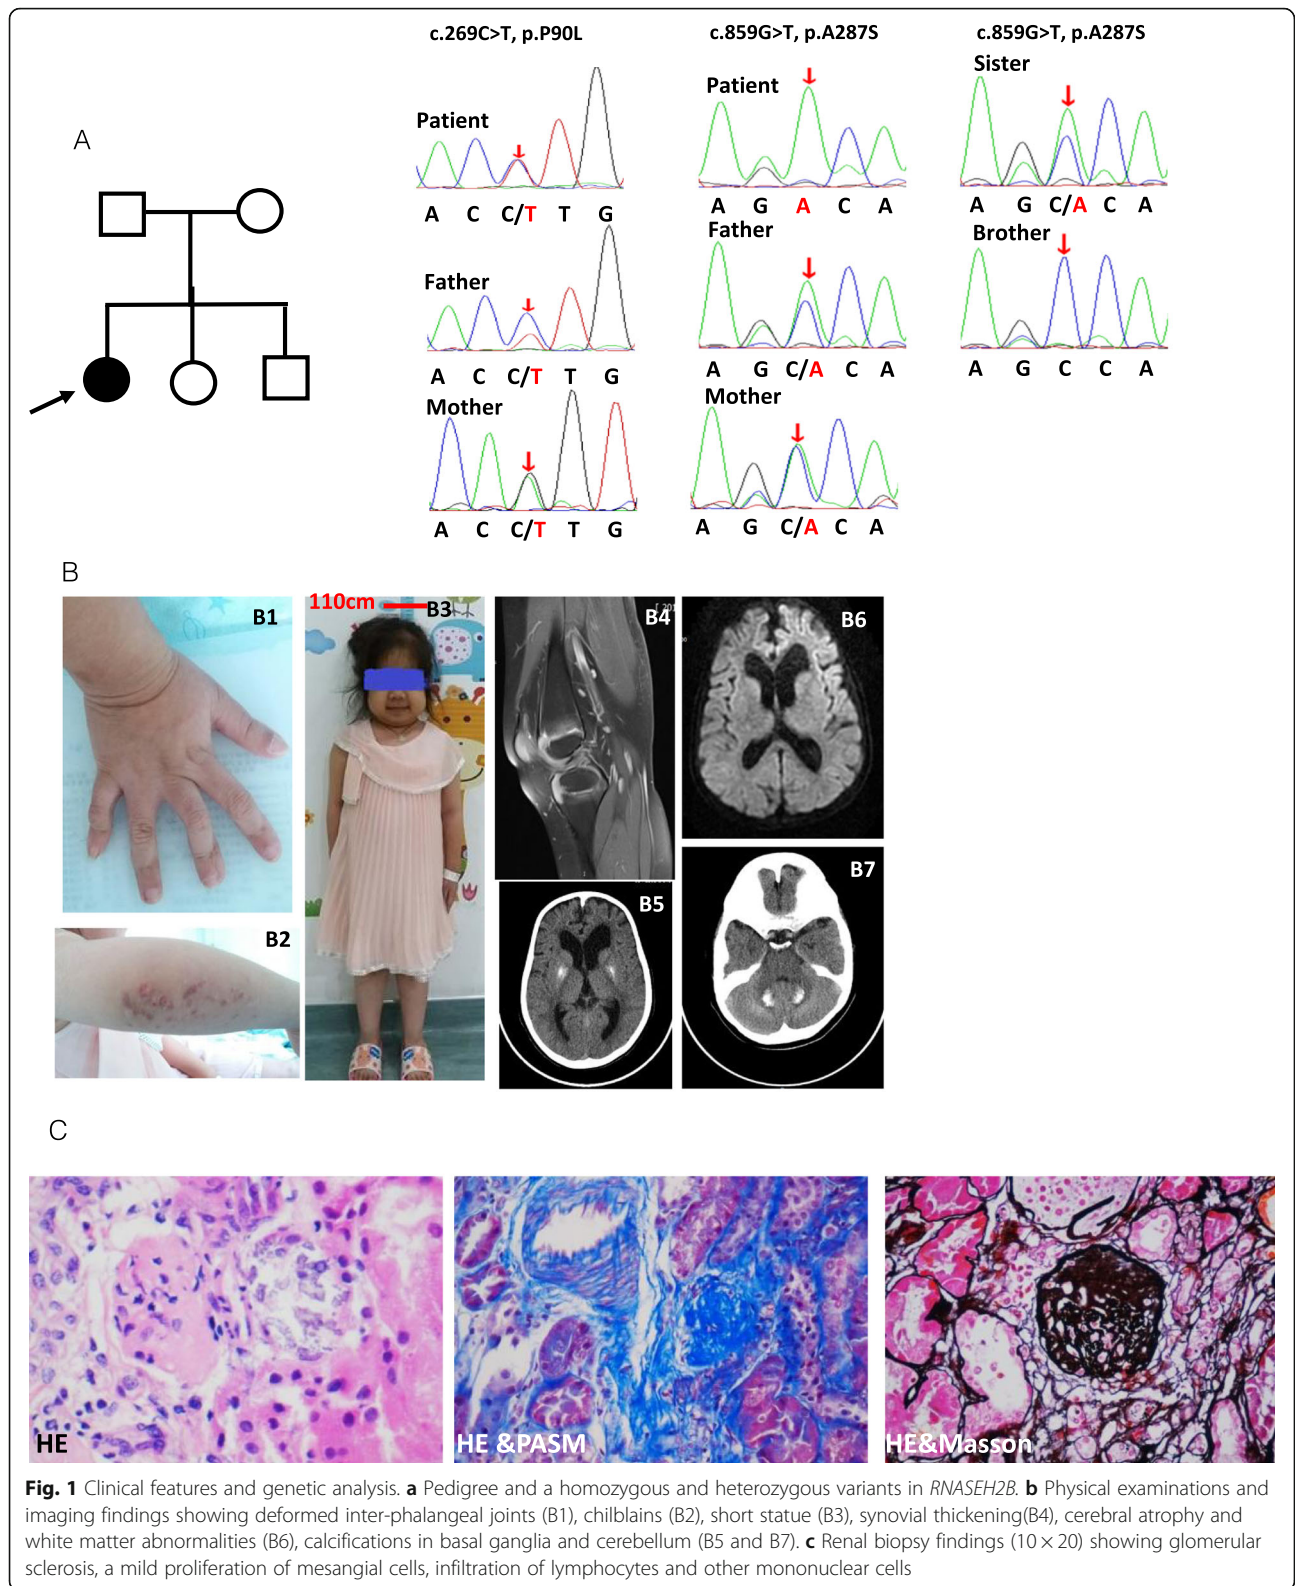 c.269C>T, p.P90L
c.859G>T, p.A287S
c.859G>T, p.A287S
A
Patient
A C C/T T G
Father
A C C/T T G
Mother
A C C/T T G
Patient
A G A C A
Father
A G C/A C A
Mother
A G C/A C A
Sister
A G C/A C A
Brother
A G C C A
B
B1
B2
110cm
B3
B4
B5
B6
B7
C
HE
HE &PASM
HE&Masson
Fig. 1 Clinical features and genetic analysis. a Pedigree and a homozygous and heterozygous variants in RNASEH2B. b Physical examinations and
imaging findings showing deformed inter-phalangeal joints (B1), chilblains (B2), short statue (B3), synovial thickening(B4), cerebral atrophy and
white matter abnormalities (B6), calcifications in basal ganglia and cerebellum (B5 and B7). c Renal biopsy findings (10 × 20) showing glomerular
sclerosis, a mild proliferation of mesangial cells, infiltration of lymphocytes and other mononuclear cells